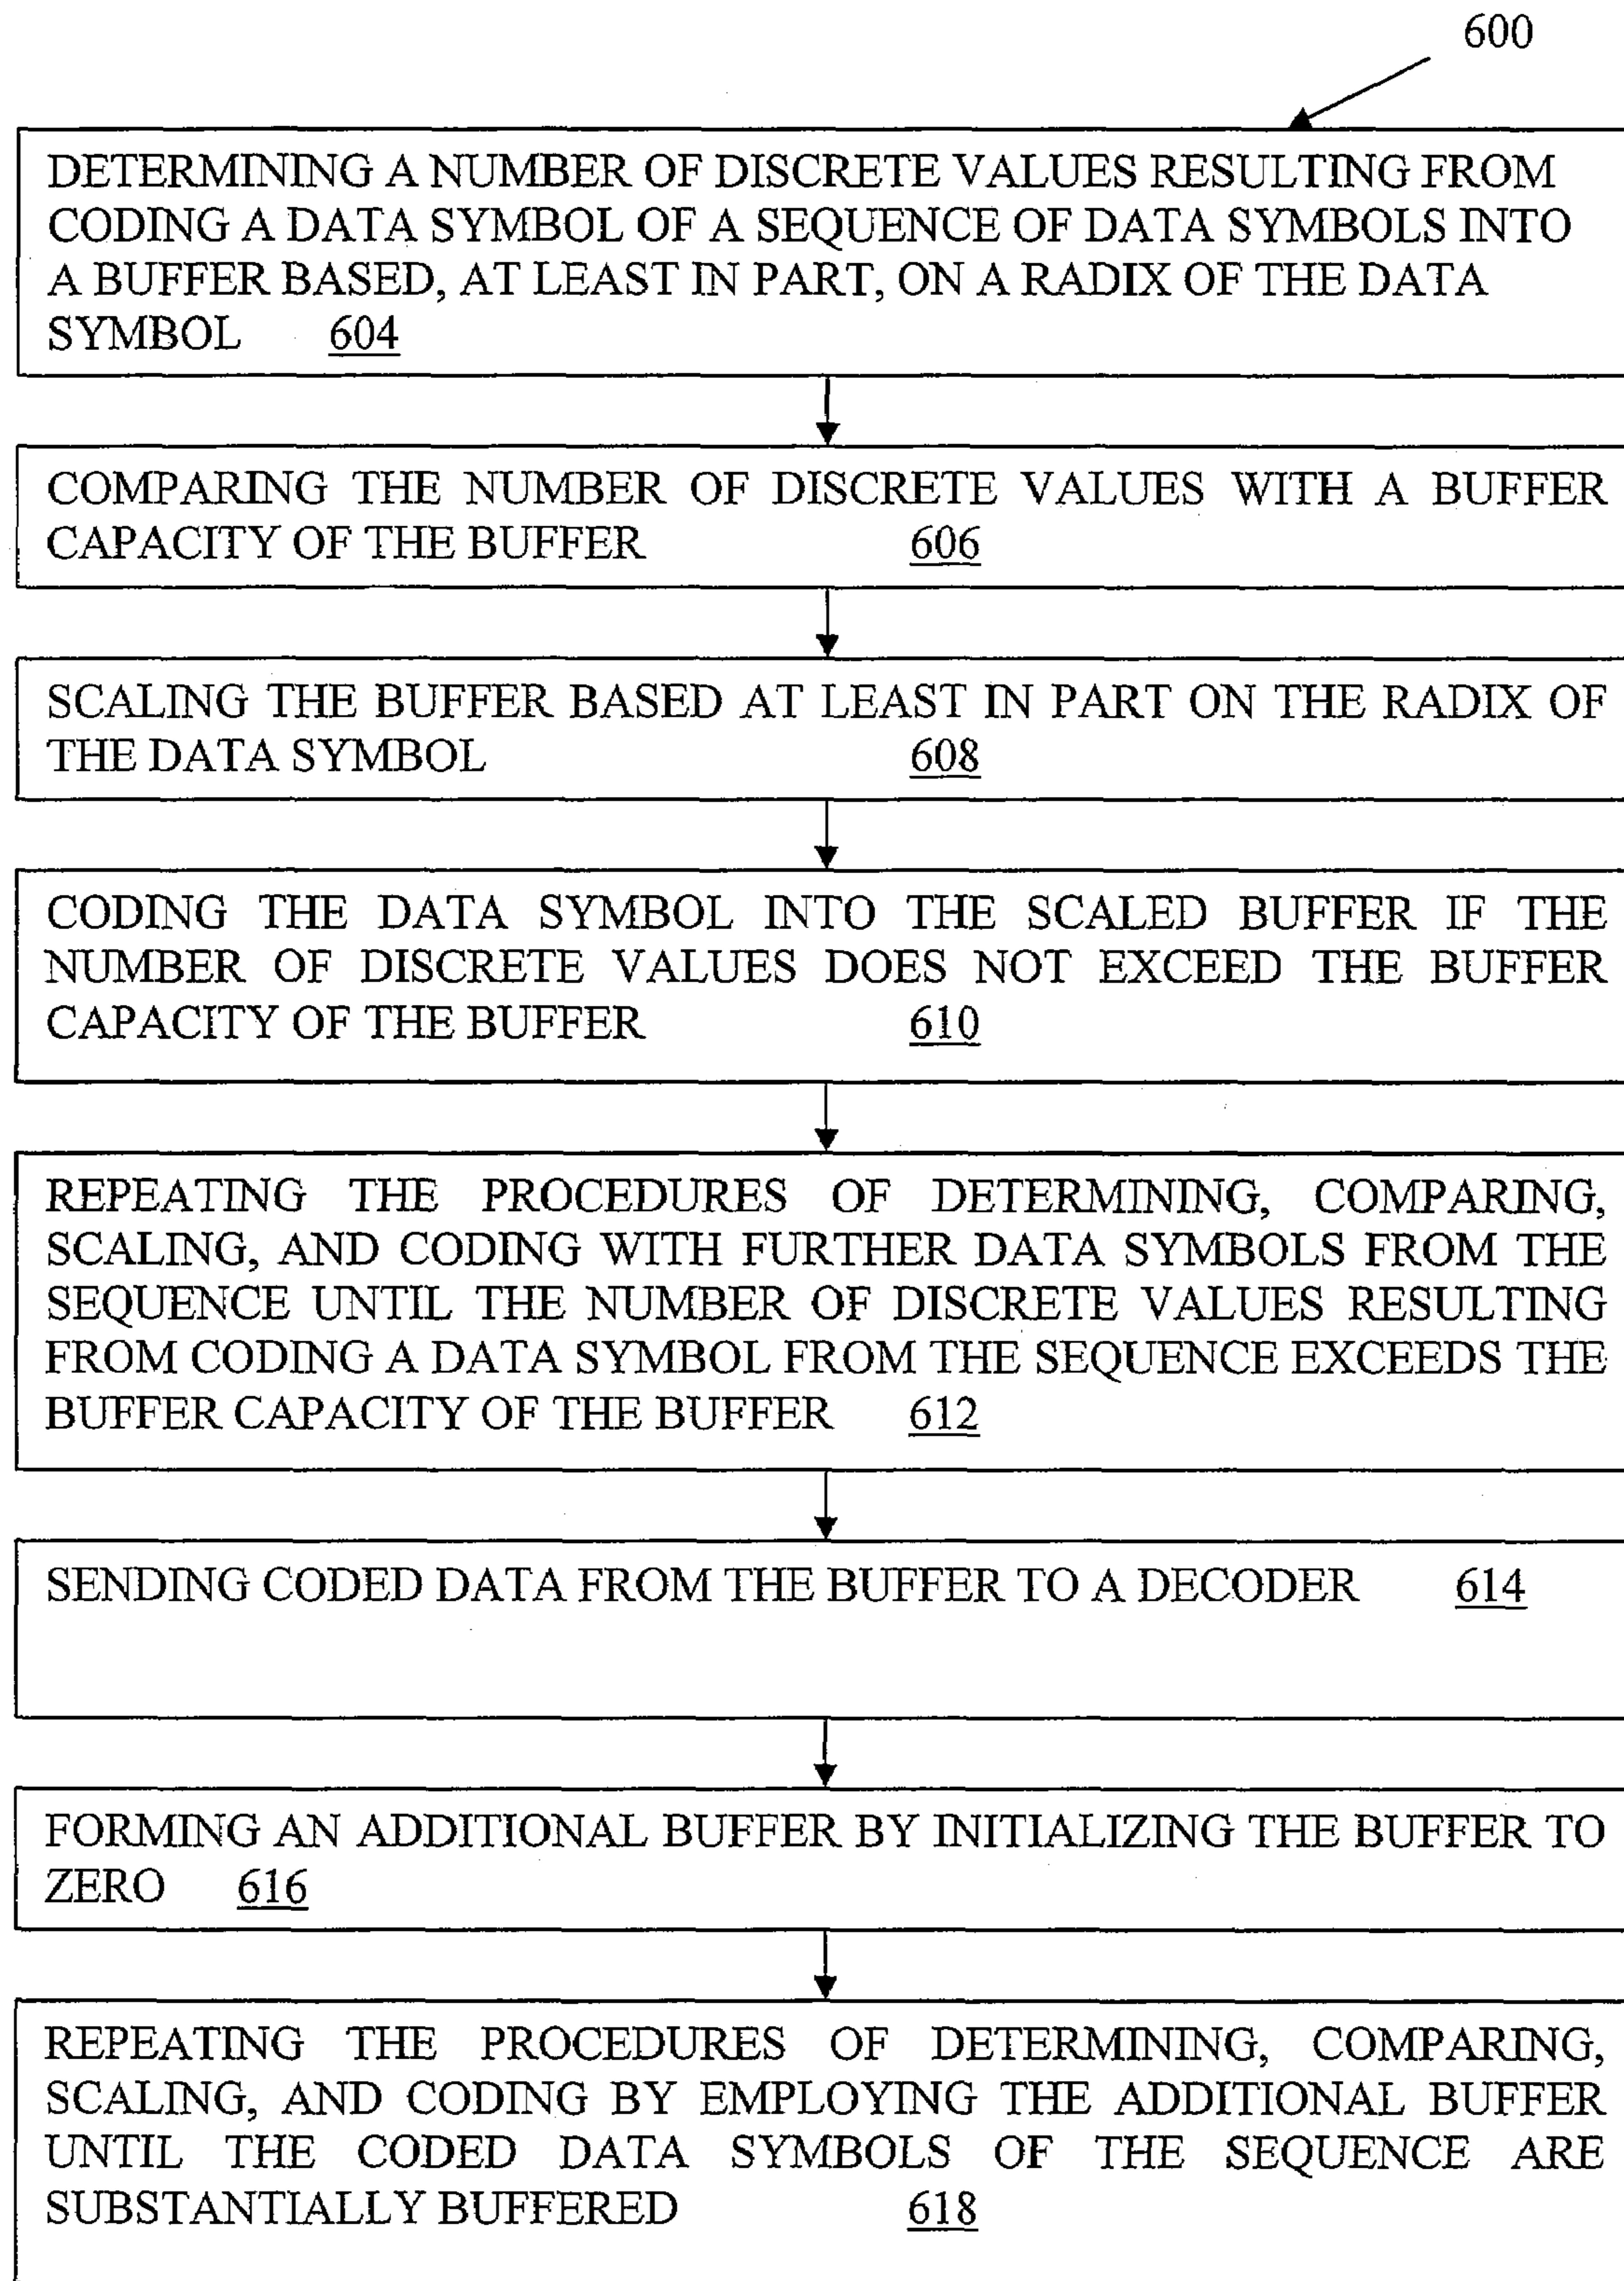 600
DETERMINING A NUMBER OF DISCRETE VALUES RESULTING FROM
CODING A DATA SYMBOL OF A SEQUENCE OF DATA SYMBOLS INTO
A BUFFER BASED, AT LEAST IN PART, ON A RADIX OF THE DATA
SYMBOL 604
COMPARING THE NUMBER OF DISCRETE VALUES WITH A BUFFER
CAPACITY OF THE BUFFER 606
SCALING THE BUFFER BASED AT LEAST IN PART ON THE RADIX OF
THE DATA SYMBOL 608
CODING THE DATA SYMBOL INTO THE SCALED BUFFER IF THE
NUMBER OF DISCRETE VALUES DOES NOT EXCEED THE BUFFER
CAPACITY OF THE BUFFER 610
REPEATING THE PROCEDURES OF DETERMINING, COMPARING,
SCALING, AND CODING WITH FURTHER DATA SYMBOLS FROM THE
SEQUENCE UNTIL THE NUMBER OF DISCRETE VALUES RESULTING
FROM CODING A DATA SYMBOL FROM THE SEQUENCE EXCEEDS THE
BUFFER CAPACITY OF THE BUFFER 612
SENDING CODED DATA FROM THE BUFFER TO A DECODER 614
FORMING AN ADDITIONAL BUFFER BY INITIALIZING THE BUFFER TO
ZERO 616
REPEATING THE PROCEDURES OF DETERMINING, COMPARING,
SCALING, AND CODING BY EMPLOYING THE ADDITIONAL BUFFER
UNTIL THE CODED DATA SYMBOLS OF THE SEQUENCE ARE
SUBSTANTIALLY BUFFERED 618